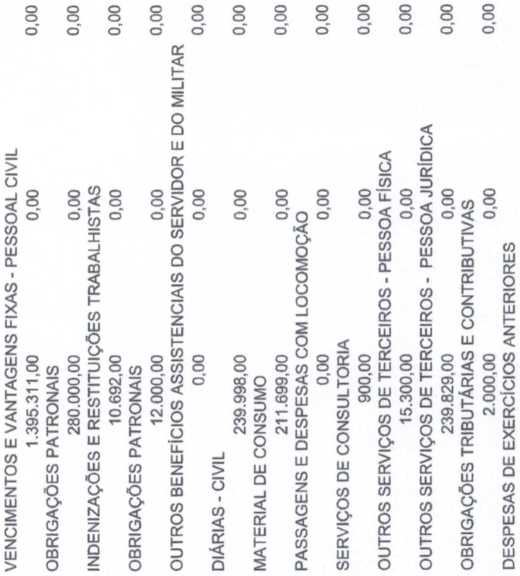 VENCIMENTOS E VANTAGENS FIXAS - PESSOAL CIVIL
1.395.311,00 0,00 0,00
OBRIGAÇÕES PATRONAIS
280.000,00 0,00 0,00
INDENIZAÇÕES E RESTITUIÇÕES TRABALHISTAS
10.692,00 0,00 0,00
OBRIGAÇÕES PATRONAIS
12.000,00 0,00 0,00
OUTROS BENEFÍCIOS ASSISTENCIAIS DO SERVIDOR E DO MILITAR
0,00 0,00 0,00
DIÁRIAS - CIVIL
239.998,00 0,00 0,00
MATERIAL DE CONSUMO
211.699,00 0,00 0,00
PASSAGENS E DESPESAS COM LOCOMOÇÃO
0,00 0,00 0,00
SERVIÇOS DE CONSULTORIA
900,00 0,00 0,00
OUTROS SERVIÇOS DE TERCEIROS - PESSOA FÍSICA
15.300,00 0,00 0,00
OUTROS SERVIÇOS DE TERCEIROS - PESSOA JURÍDICA
239.829,00 0,00 0,00
OBRIGAÇÕES TRIBUTÁRIAS E CONTRIBUTIVAS
2.000,00 0,00 0,00
DESPESAS DE EXERCÍCIOS ANTERIORES